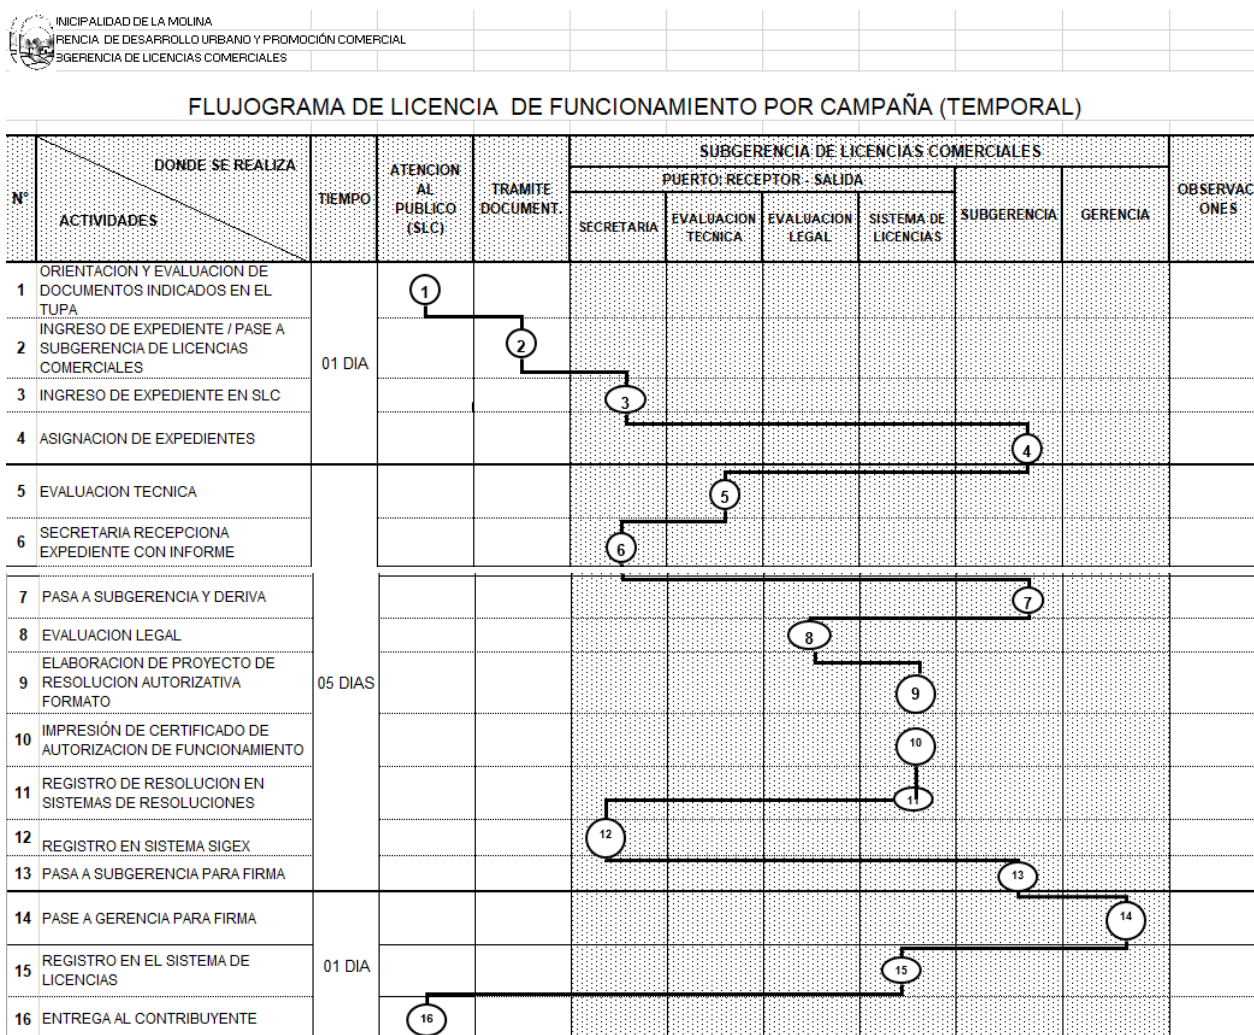 INICIPALIDAD DE LA MOLINA
RENCIA DE DESARROLLO URBANO Y PROMOCIÓN COMERCIAL
BGERENCIA DE LICENCIAS COMERCIALES
FLUJOGRAMA DE LICENCIA DE FUNCIONAMIENTO POR CAMPAÑA (TEMPORAL)
N°
DONDE SE REALIZA
ACTIVIDADES
TIEMPO
ATENCION
AL
PUBLICO
(SLC)
TRAMITE
DOCUMENT.
SUBGERENCIA DE LICENCIAS COMERCIALES
PUERTO: RECEPTOR - SALIDA
SECRETARIA
EVALUACION
TECNICA
EVALUACION
LEGAL
SISTEMA DE
LICENCIAS
SUBGERENCIA
GERENCIA
OBSERVAC
ONES
1
ORIENTACION Y EVALUACION DE
DOCUMENTOS INDICADOS EN EL
TUPA
1
2
INGRESO DE EXPEDIENTE / PASE A
SUBGERENCIA DE LICENCIAS
COMERCIALES
2
01 DIA
3 INGRESO DE EXPEDIENTE EN SLC
3
4 ASIGNACION DE EXPEDIENTES
4
5 EVALUACION TECNICA
5
6
SECRETARIA RECEPCIONA
EXPEDIENTE CON INFORME
6
7 PASA A SUBGERENCIA Y DERIVA
7
8 EVALUACION LEGAL
8
9
ELABORACION DE PROYECTO DE
RESOLUCION AUTORIZATIVA
FORMATO
05 DIAS
9
10
IMPRESIÓN DE CERTIFICADO DE
AUTORIZACION DE FUNCIONAMIENTO
10
11
REGISTRO DE RESOLUCION EN
SISTEMAS DE RESOLUCIONES
11
12 REGISTRO EN SISTEMA SIGEX
12
13 PASA A SUBGERENCIA PARA FIRMA
13
14 PASE A GERENCIA PARA FIRMA
14
15
REGISTRO EN EL SISTEMA DE
LICENCIAS
01 DIA
15
16 ENTREGA AL CONTRIBUYENTE
16